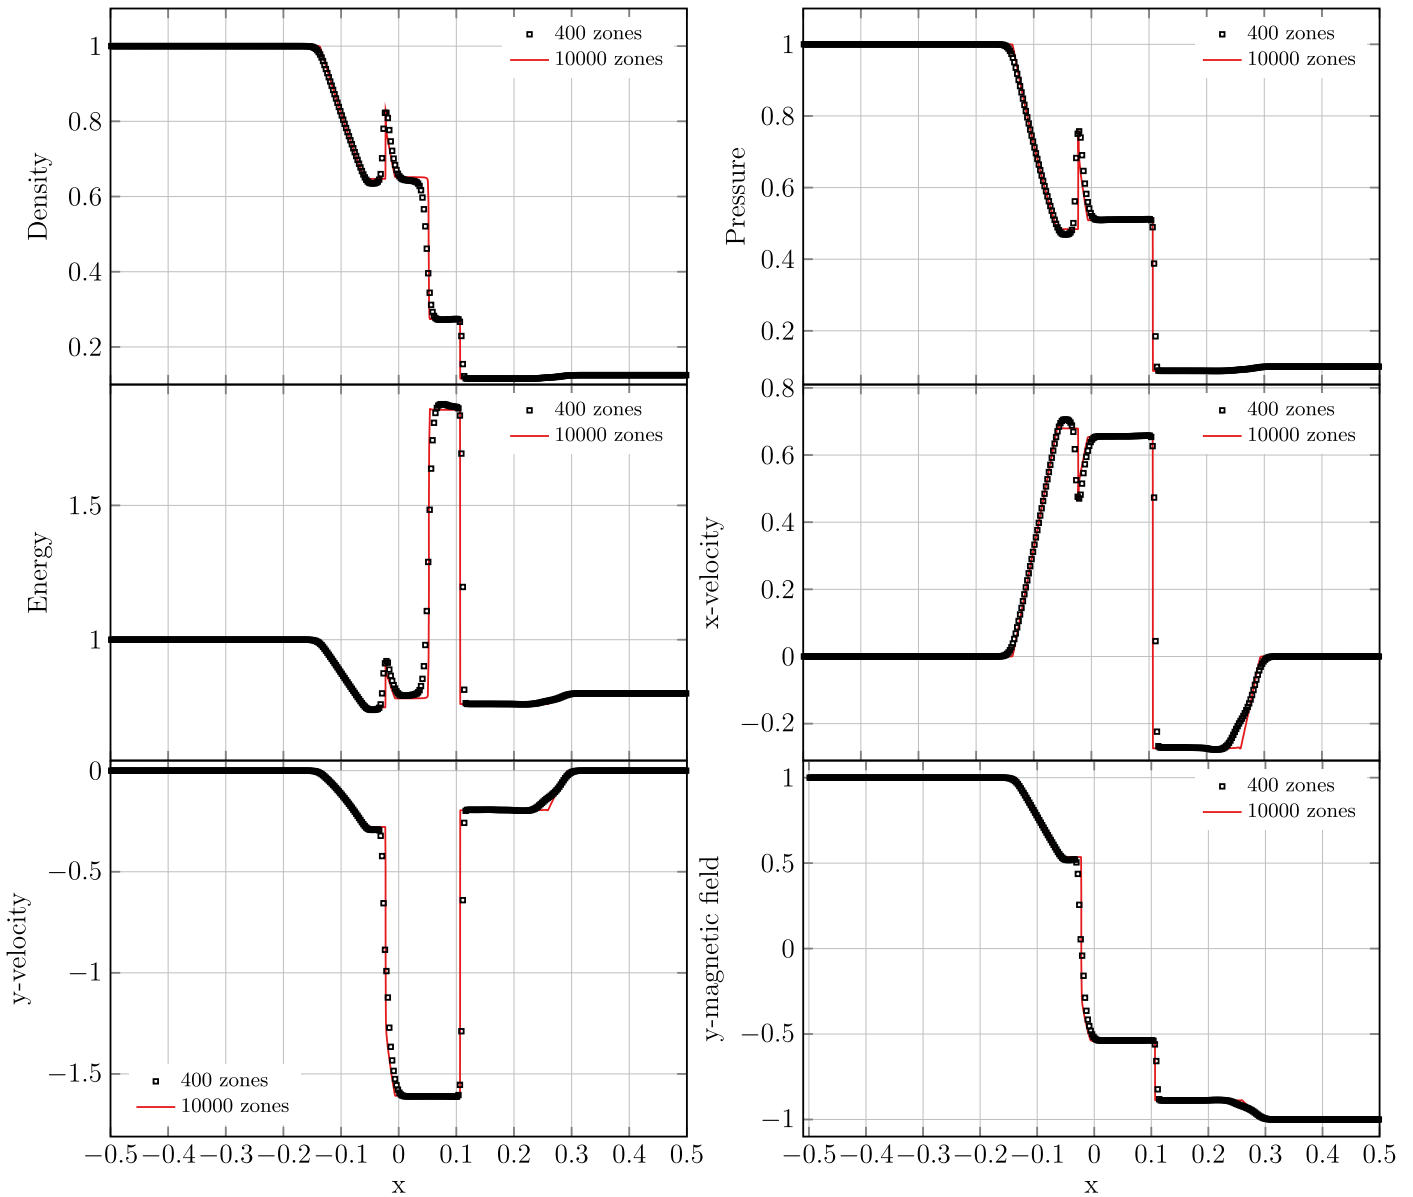 Density
1
0.8
0.6
0.4
0.2
400 zones
10000 zones
Pressure
1
0.8
0.6
0.4
0.2
400 zones
10000 zones
Energy
1.5
1
400 zones
10000 zones
x-velocity
0.8
0.6
0.4
0.2
0
−0.2
400 zones
10000 zones
y-velocity
0
−0.5
−1
−1.5
400 zones
10000 zones
−0.5 −0.4 −0.3 −0.2 −0.1 0 0.1 0.2 0.3 0.4 0.5
x
y-magnetic field
1
0.5
0
−0.5
−1
400 zones
10000 zones
−0.5 −0.4 −0.3 −0.2 −0.1 0 0.1 0.2 0.3 0.4 0.5
x